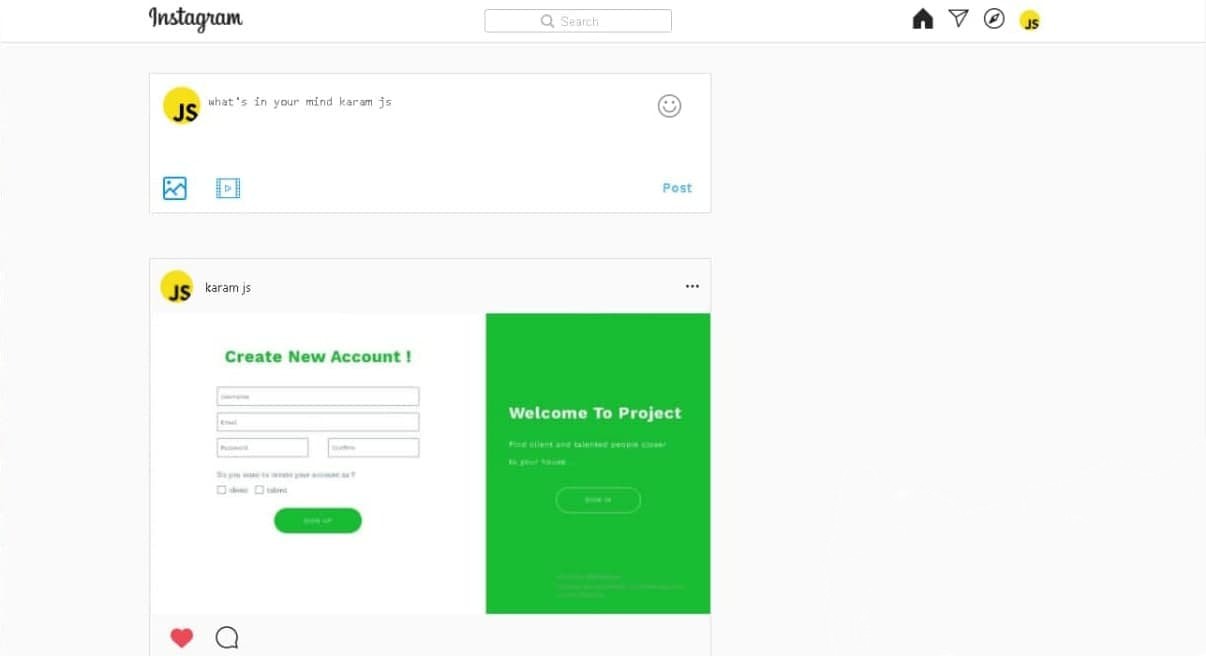 Instagram
Search
JS
JS
what's in your mind karam js
Post
JS
karam js
Create New Account !
Username
Email
Password
Confirm
Do you want to create your account as ?
client
talent
SIGN UP
Welcome To Project
Find client and talented people closer
to your house
SIGN IN